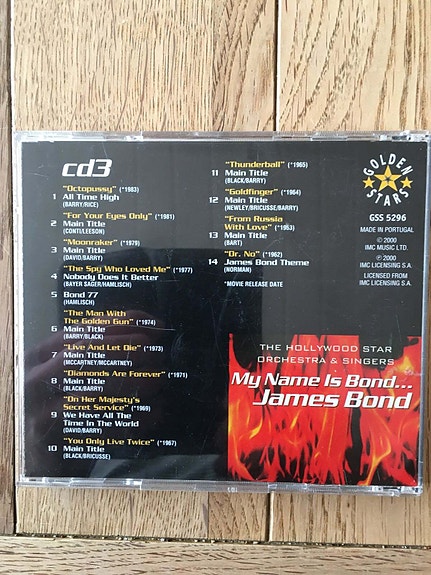 cd3
"Octopussy" (*1983)
1 All Time High
(BARRY/RICE)
"For Your Eyes Only" (*1981)
2 Main Title
(CONTI/LEESON)
"Moonraker" (*1979)
3 Main Title
(DAVID/BARRY)
"The Spy Who Loved Me" (*1977)
4 Nobody Does It Better
(BAYER SAGER/HAMLISCH)
5 Bond 77
(HAMLISCH)
"The Man With
The Golden Gun" (*1974)
6 Main Title
(BARRY/BLACK)
"Live And Let Die" (*1973)
7 Main Title
(MCCARTNEY/MCCARTNEY)
"Diamonds Are Forever" (*1971)
8 Main Title
(BLACK/BARRY)
"On Her Majesty's
Secret Service" (*1969)
9 We Have All The
Time In The World
(DAVID/BARRY)
"You Only Live Twice" (*1967)
10 Main Title
(BLACK/BRICUSSE)
"Thunderball" (*1965)
11 Main Title
(BLACK/BARRY)
"Goldfinger" (*1964)
12 Main Title
(NEWLEY/BRICUSSE/BARRY)
"From Russia
With Love" (*1963)
13 Main Title
(BART)
"Dr. No" (*1962)
14 James Bond Theme
(NORMAN)
*MOVIE RELEASE DATE
GOLDEN
STARS
GSS 5296
MADE IN PORTUGAL
© 2000
IMC MUSIC LTD.
℗ 2000
IMC LICENSING S.A.
LICENSED FROM
IMC LICENSING S.A.
THE HOLLYWOOD STAR
ORCHESTRA & SINGERS
My Name Is Bond...
James Bond